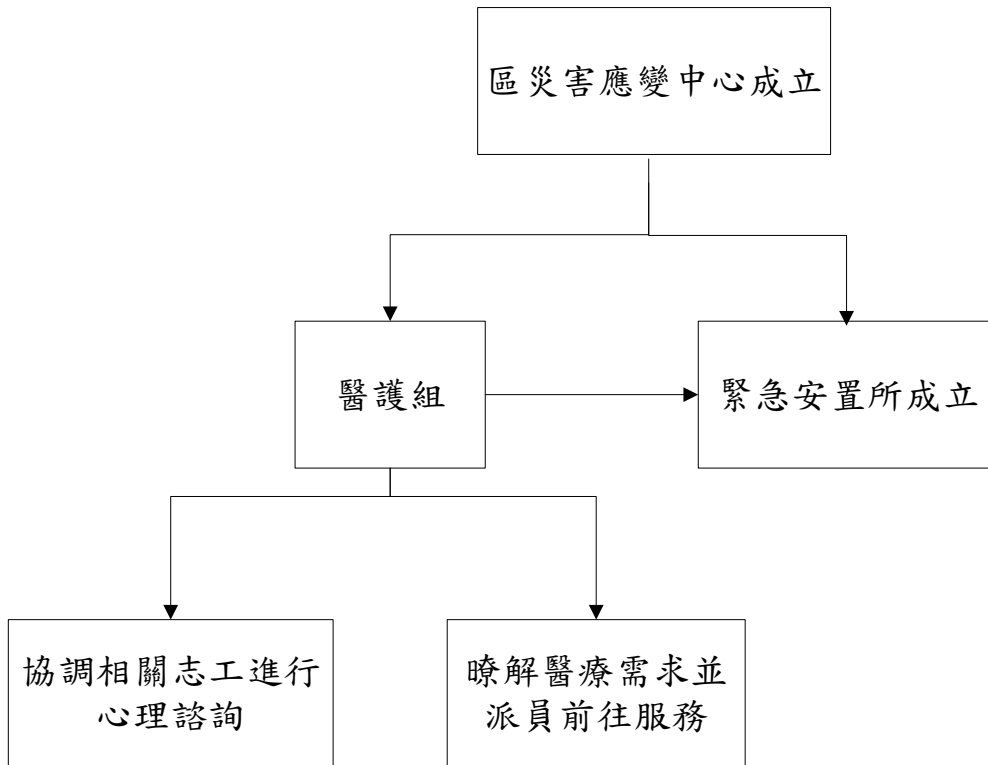 區災害應變中心成立
醫護組
緊急安置所成立
協調相關志工進行
心理諮詢
瞭解醫療需求並
派員前往服務